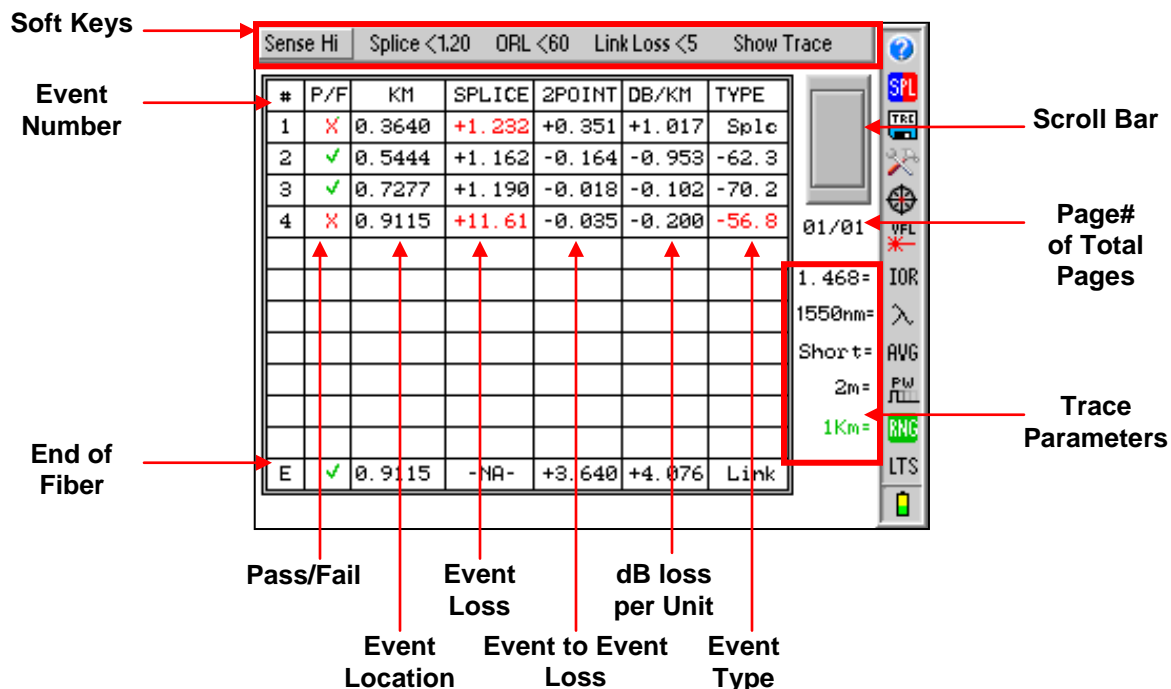 Soft Keys
Sense Hi Splice <1.20 ORL <60 Link Loss <5 Show Trace
?
Event
Number
# P/F KM SPLICE 2POINT DB/KM TYPE
SPL
1 X 0.3640 +1.232 +0.351 +1.017 Splc
TRC
Scroll Bar
2 ✓ 0.5444 +1.162 -0.164 -0.953 -62.3
3 ✓ 0.7277 +1.190 -0.018 -0.102 -70.2
4 X 0.9115 +11.61 -0.035 -0.200 -56.8
01/01
VFL
Page#
of Total
Pages
1.468= IOR
1550nm= λ
Short= AVG
2m= PW
1Km= RNG
Trace
Parameters
LTS
End of
Fiber
E ✓ 0.9115 -NA- +3.640 +4.076 Link
Pass/Fail
Event
Loss
dB loss
per Unit
Event
Location
Event to Event
Loss
Event
Type